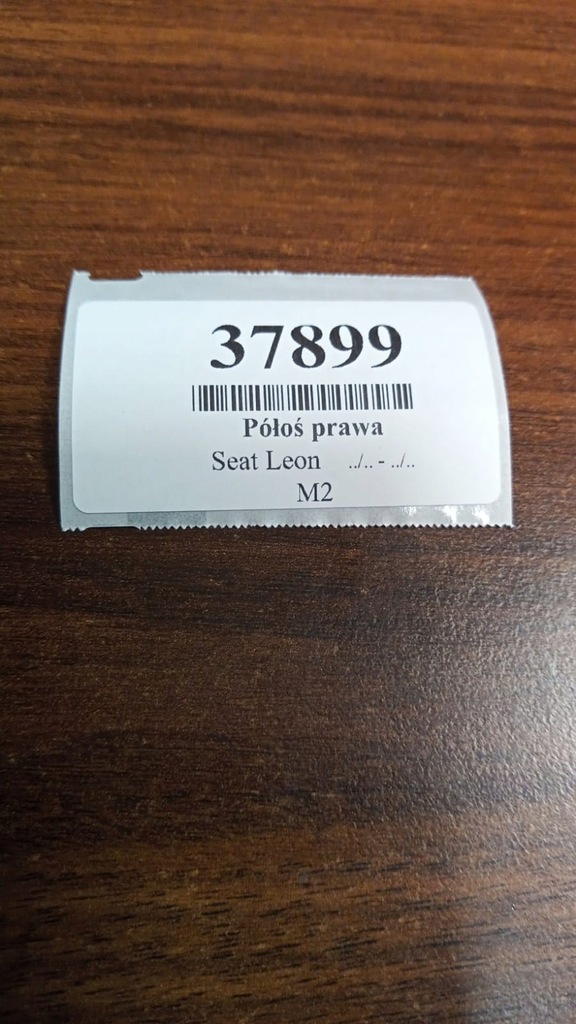 37899
Półoś prawa
Seat Leon ../.. - ../..
M2